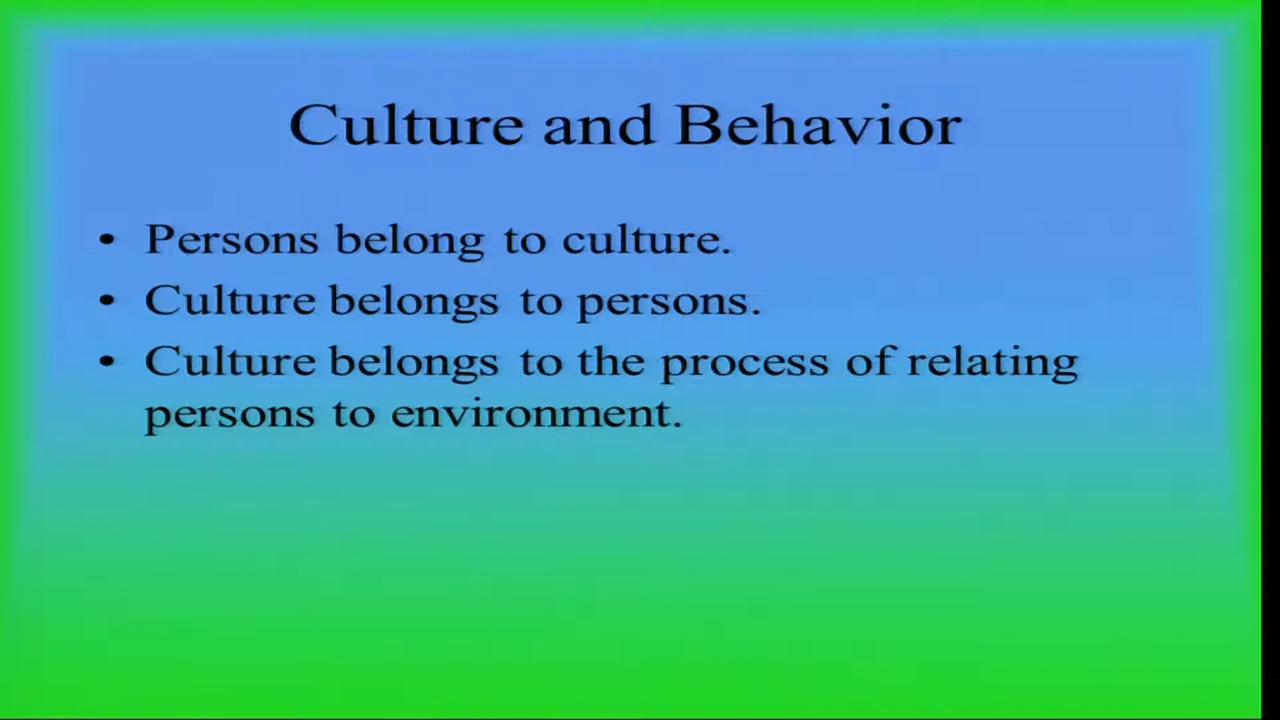 Culture and Behavior
• Persons belong to culture.
• Culture belongs to persons.
• Culture belongs to the process of relating
persons to environment.